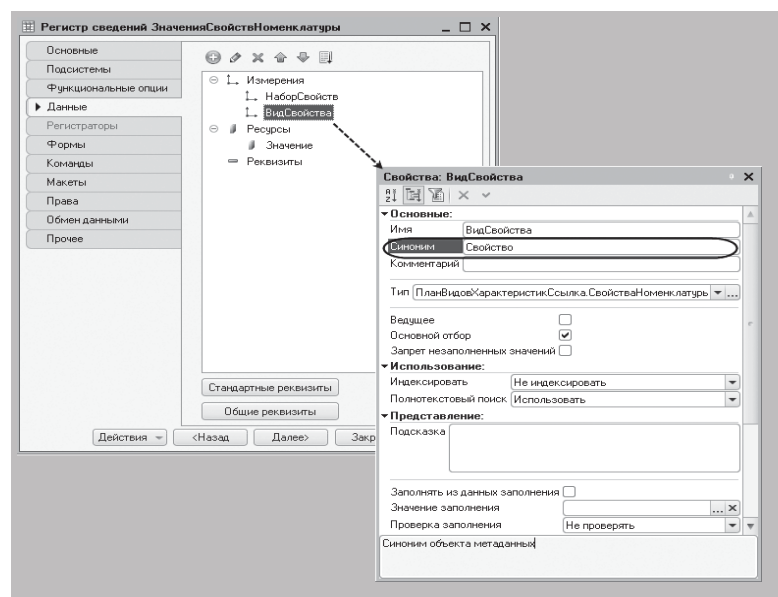 Регистр сведений ЗначенияСвойствНоменклатуры
Основные
Подсистемы
Функциональные опции
Данные
Регистраторы
Формы
Команды
Макеты
Права
Обмен данными
Прочее
Измерения
НаборСвойств
ВидСвойства
Ресурсы
Значение
Реквизиты
Стандартные реквизиты
Общие реквизиты
Действия
<Назад
Далее>
Закр
Свойства: ВидСвойства
Основные:
Имя ВидСвойства
Синоним Свойство
Комментарий
Тип ПланВидовХарактеристикСсылка.СвойстваНоменклатуры ...
Ведущее
Основной отбор
Запрет незаполненных значений
Использование:
Индексировать Не индексировать
Полнотекстовый поиск Использовать
Представление:
Подсказка
Заполнять из данных заполнения
Значение заполнения ...
Проверка заполнения Не проверять
Синоним объекта метаданных